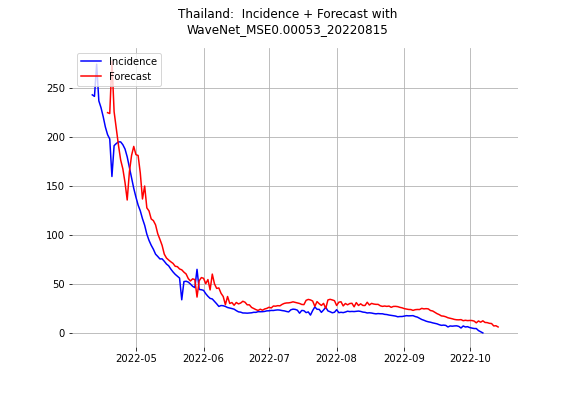 Thailand:  Incidence + Forecast with
WaveNet_MSE0.00053_20220815
Incidence
Forecast
250
200
150
100
50
0
2022-05 2022-06 2022-07 2022-08 2022-09 2022-10